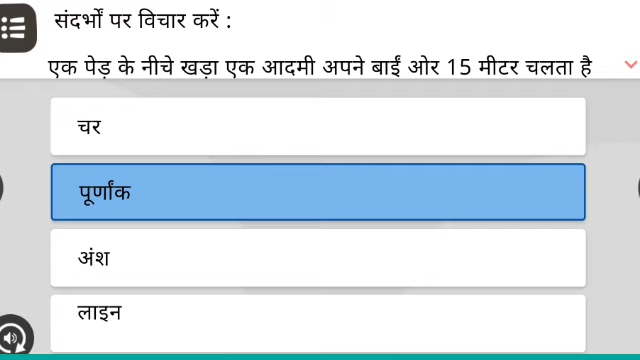 संदर्भों पर विचार करें :
एक पेड़ के नीचे खड़ा एक आदमी अपने बाईं ओर 15 मीटर चलता है
चर
पूर्णांक
अंश
लाइन